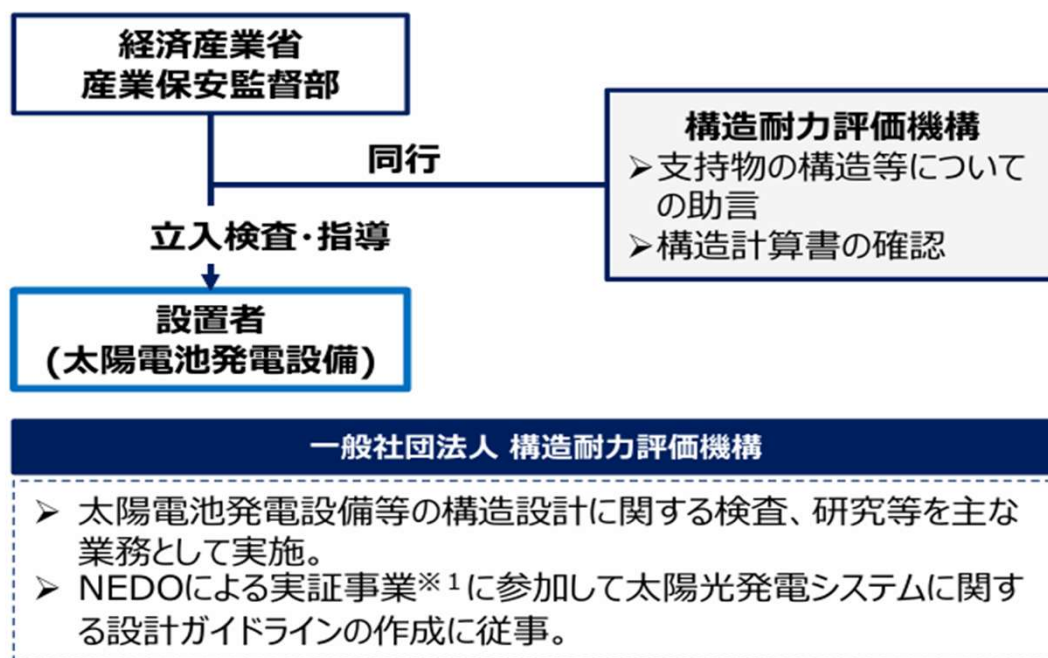 経済産業省
産業保安監督部
同行
構造耐力評価機構
➢支持物の構造等について
の助言
➢構造計算書の確認
立入検査・指導
設置者
(太陽電池発電設備)
一般社団法人 構造耐力評価機構
➢ 太陽電池発電設備等の構造設計に関する検査、研究等を主な
業務として実施。
➢ NEDOによる実証事業※1に参加して太陽光発電システムに関す
る設計ガイドラインの作成に従事。